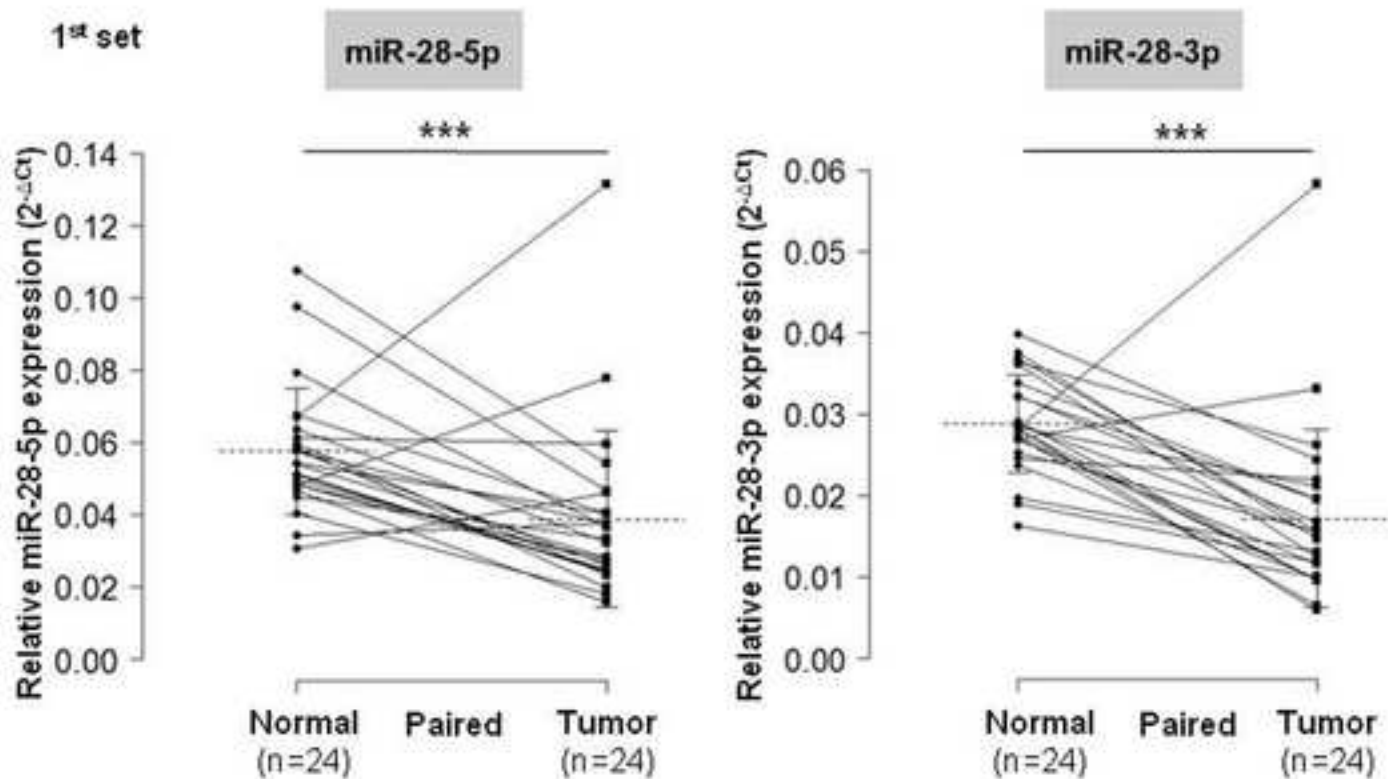 1st set
miR-28-5p
miR-28-3p
***
***
Relative miR-28-5p expression (2-ΔCt)
0.14
0.12
0.10
0.08
0.06
0.04
0.02
0.00
Normal Paired Tumor
(n=24) (n=24)
Relative miR-28-3p expression (2-ΔCt)
0.06
0.05
0.04
0.03
0.02
0.01
0.00
Normal Paired Tumor
(n=24) (n=24)